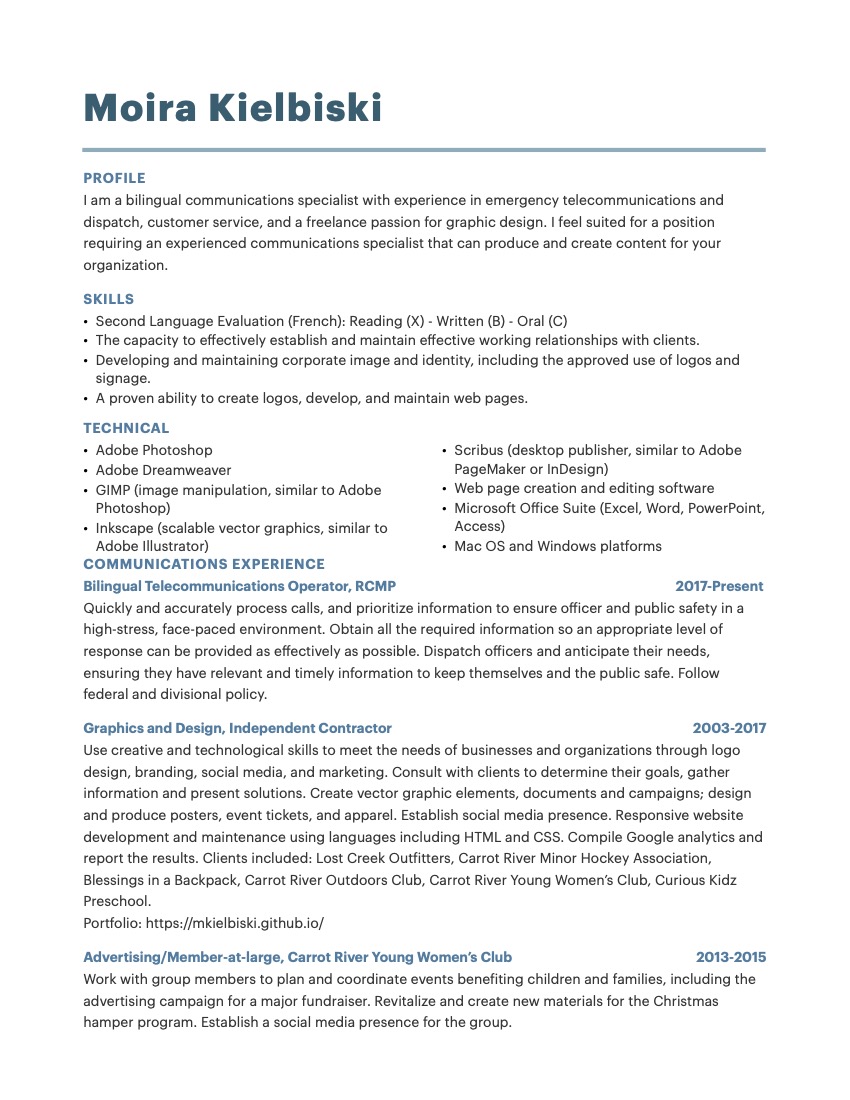 Moira Kielbiski
PROFILE
I am a bilingual communications specialist with experience in emergency telecommunications and
dispatch, customer service, and a freelance passion for graphic design. I feel suited for a position
requiring an experienced communications specialist that can produce and create content for your
organization.
SKILLS
• Second Language Evaluation (French): Reading (X) - Written (B) - Oral (C)
• The capacity to effectively establish and maintain effective working relationships with clients.
• Developing and maintaining corporate image and identity, including the approved use of logos and
signage.
• A proven ability to create logos, develop, and maintain web pages.
TECHNICAL
• Adobe Photoshop
• Adobe Dreamweaver
• GIMP (image manipulation, similar to Adobe
Photoshop)
• Inkscape (scalable vector graphics, similar to
Adobe Illustrator)
• Scribus (desktop publisher, similar to Adobe
PageMaker or InDesign)
• Web page creation and editing software
• Microsoft Office Suite (Excel, Word, PowerPoint,
Access)
• Mac OS and Windows platforms
COMMUNICATIONS EXPERIENCE
Bilingual Telecommunications Operator, RCMP 2017-Present
Quickly and accurately process calls, and prioritize information to ensure officer and public safety in a
high-stress, face-paced environment. Obtain all the required information so an appropriate level of
response can be provided as effectively as possible. Dispatch officers and anticipate their needs,
ensuring they have relevant and timely information to keep themselves and the public safe. Follow
federal and divisional policy.
Graphics and Design, Independent Contractor 2003-2017
Use creative and technological skills to meet the needs of businesses and organizations through logo
design, branding, social media, and marketing. Consult with clients to determine their goals, gather
information and present solutions. Create vector graphic elements, documents and campaigns; design
and produce posters, event tickets, and apparel. Establish social media presence. Responsive website
development and maintenance using languages including HTML and CSS. Compile Google analytics and
report the results. Clients included: Lost Creek Outfitters, Carrot River Minor Hockey Association,
Blessings in a Backpack, Carrot River Outdoors Club, Carrot River Young Women’s Club, Curious Kidz
Preschool.
Portfolio: https://mkielbiski.github.io/
Advertising/Member-at-large, Carrot River Young Women’s Club 2013-2015
Work with group members to plan and coordinate events benefiting children and families, including the
advertising campaign for a major fundraiser. Revitalize and create new materials for the Christmas
hamper program. Establish a social media presence for the group.